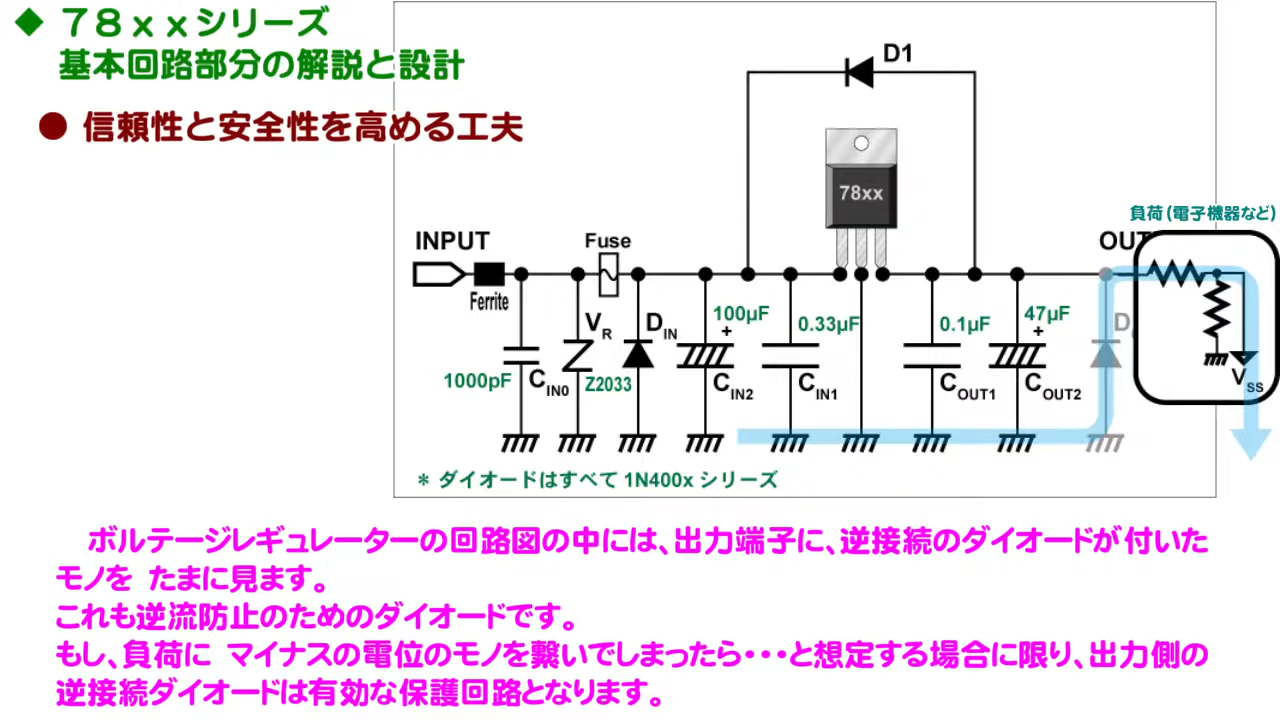 ◆ ７８ｘｘシリーズ
基本回路部分の解説と設計
● 信頼性と安全性を高める工夫
D1
78xx
負荷(電子機器など)
INPUT
Fuse
OUT
Ferrite
VR
DIN
100μF
+
0.33μF
0.1μF
47μF
+
D
1000pF
CIN0
Z2033
CIN2
CIN1
COUT1
COUT2
VSS
＊ ダイオードはすべて 1N400x シリーズ
ボルテージレギュレーターの回路図の中には、出力端子に、逆接続のダイオードが付いた
モノを たまに見ます。
これも逆流防止のためのダイオードです。
もし、負荷に マイナスの電位のモノを繋いでしまったら・・・と想定する場合に限り、出力側の
逆接続ダイオードは有効な保護回路となります。